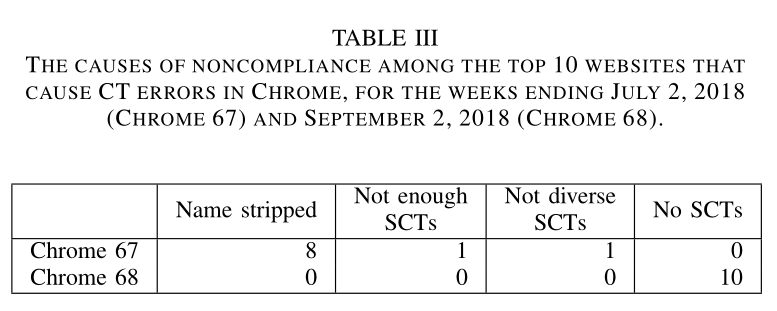 TABLE III
THE CAUSES OF NONCOMPLIANCE AMONG THE TOP 10 WEBSITES THAT
CAUSE CT ERRORS IN CHROME, FOR THE WEEKS ENDING JULY 2, 2018
(CHROME 67) AND SEPTEMBER 2, 2018 (CHROME 68).
Name stripped Not enough SCTs Not diverse SCTs No SCTs
Chrome 67 8 1 1 0
Chrome 68 0 0 0 10